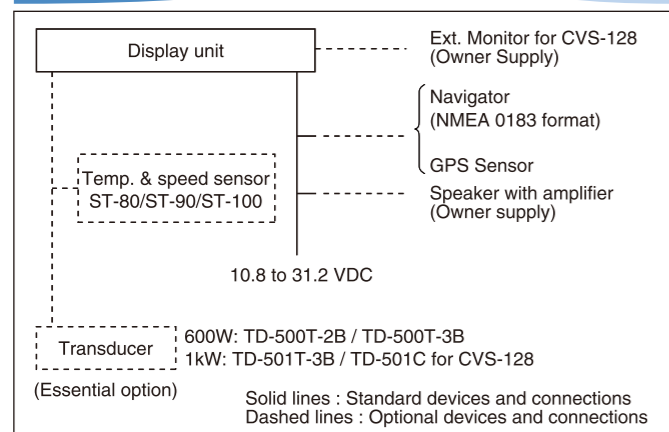 Display unit
Ext. Monitor for CVS-128
(Owner Supply)
Navigator
(NMEA 0183 format)
GPS Sensor
Temp. & speed sensor
ST-80/ST-90/ST-100
Speaker with amplifier
(Owner supply)
10.8 to 31.2 VDC
Transducer
600W: TD-500T-2B / TD-500T-3B
1kW: TD-501T-3B / TD-501C for CVS-128
(Essential option)
Solid lines : Standard devices and connections
Dashed lines : Optional devices and connections